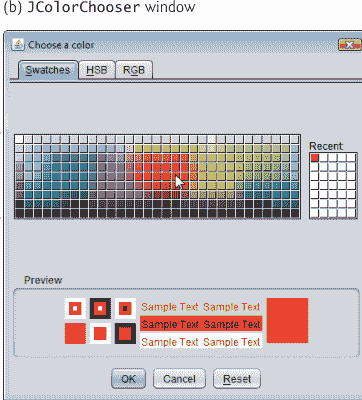 (b) JColorChooser window
Choose a color
Swatches HSB RGB
Recent:
Preview
Sample Text Sample Text
Sample Text Sample Text
Sample Text Sample Text
OK Cancel Reset